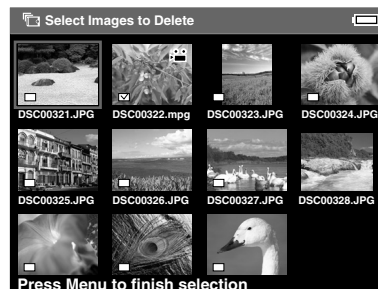 Select Images to Delete
DSC00321.JPG DSC00322.mpg DSC00323.JPG DSC00324.JPG
DSC00325.JPG DSC00326.JPG DSC00327.JPG DSC00328.JPG
Press Menu to finish selection